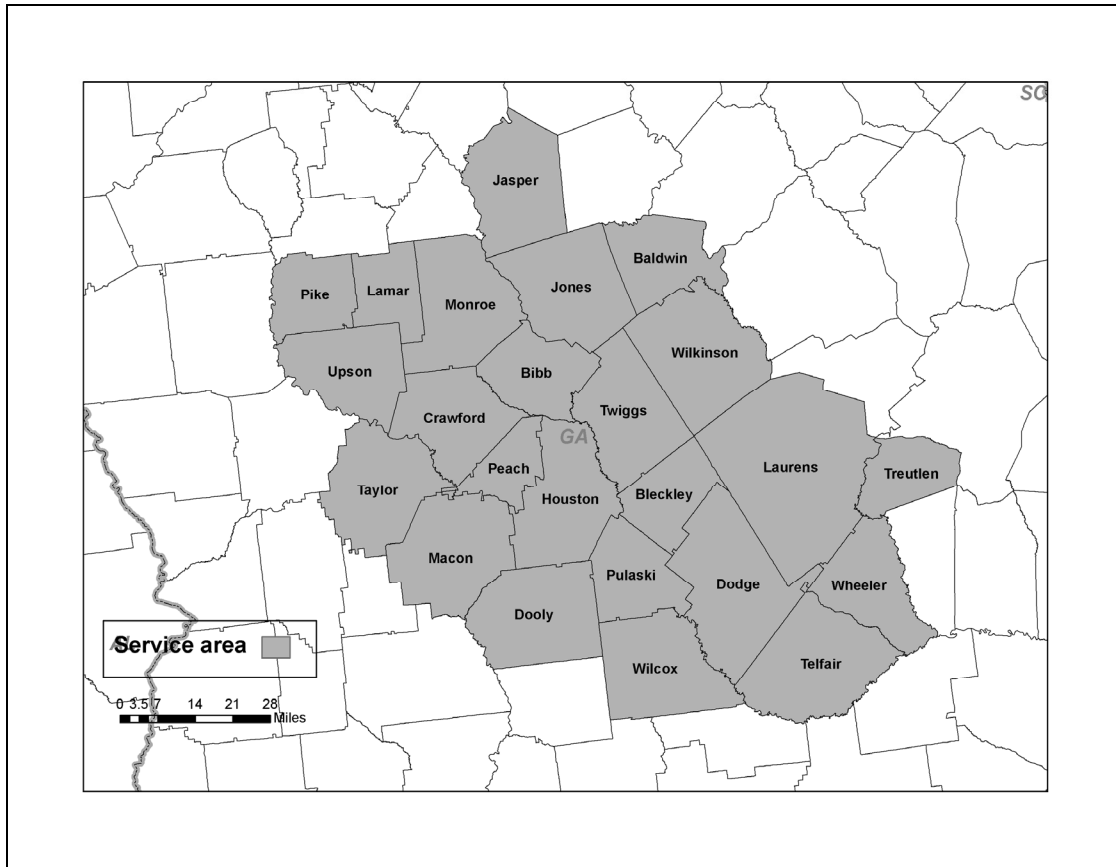 SC
Jasper
Baldwin
Pike
Lamar
Monroe
Jones
Wilkinson
Upson
Bibb
Twiggs
Crawford
GA
Laurens
Treutlen
Peach
Taylor
Houston
Bleckley
Macon
Pulaski
Dodge
Wheeler
Dooly
Wilcox
Telfair
Service area
0 3.5 7 14 21 28
Miles